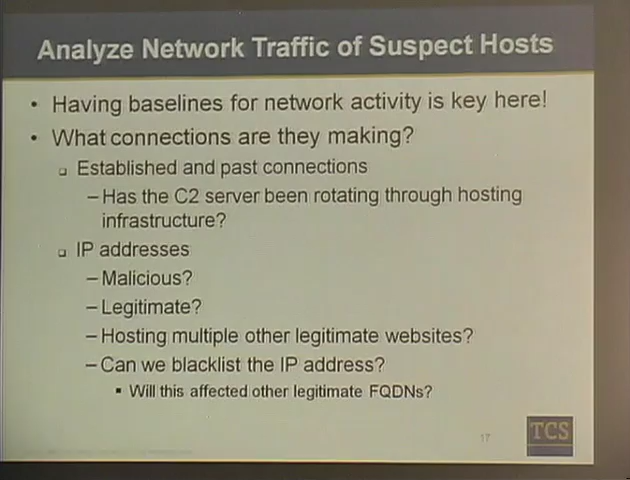 Analyze Network Traffic of Suspect Hosts
• Having baselines for network activity is key here!
• What connections are they making?
❑ Established and past connections
– Has the C2 server been rotating through hosting
infrastructure?
❑ IP addresses
– Malicious?
– Legitimate?
– Hosting multiple other legitimate websites?
– Can we blacklist the IP address?
▪ Will this affected other legitimate FQDNs?
17
TCS